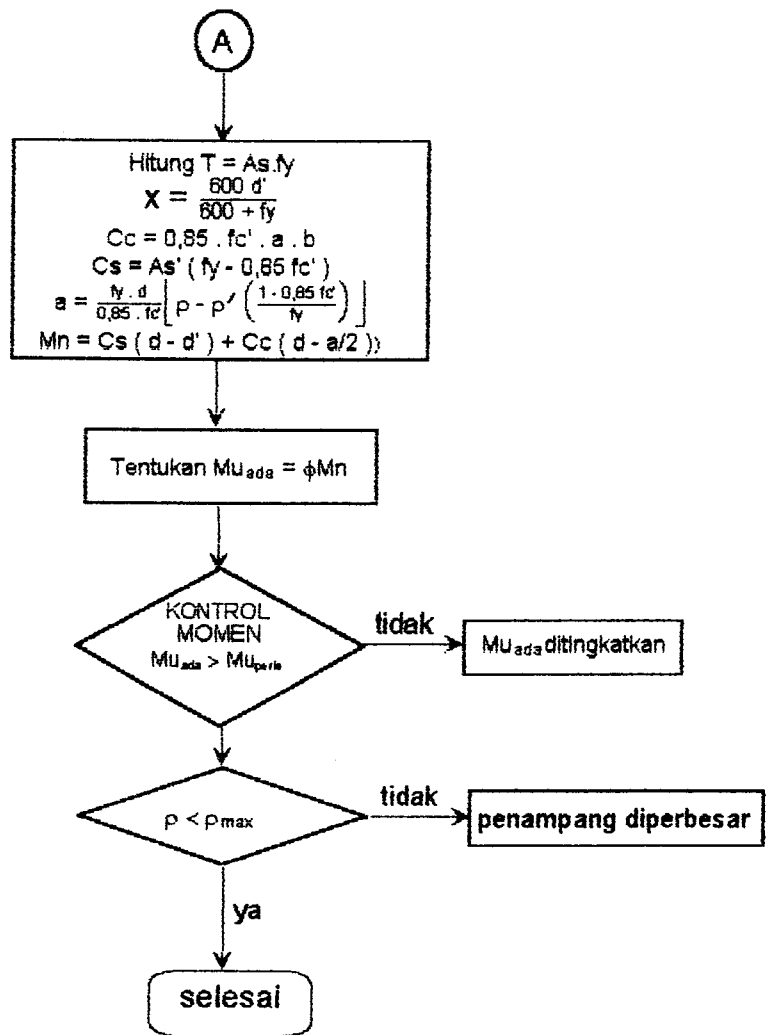 A
Hitung T = As.fy
x = 600 d' / 600 + fy
Cc = 0,85 . fc' . a . b
Cs = As' ( fy - 0,85 fc' )
a = fy . d / 0,85 . fc' [ ρ - ρ' ( 1 - 0,85 fc' / fy ) ]
Mn = Cs ( d - d' ) + Cc ( d - a/2 ))
Tentukan Mu ada = ϕMn
KONTROL
MOMEN
Mu ada > Mu perlu
tidak
Mu ada ditingkatkan
ρ < ρmax
tidak
penampang diperbesar
ya
selesai